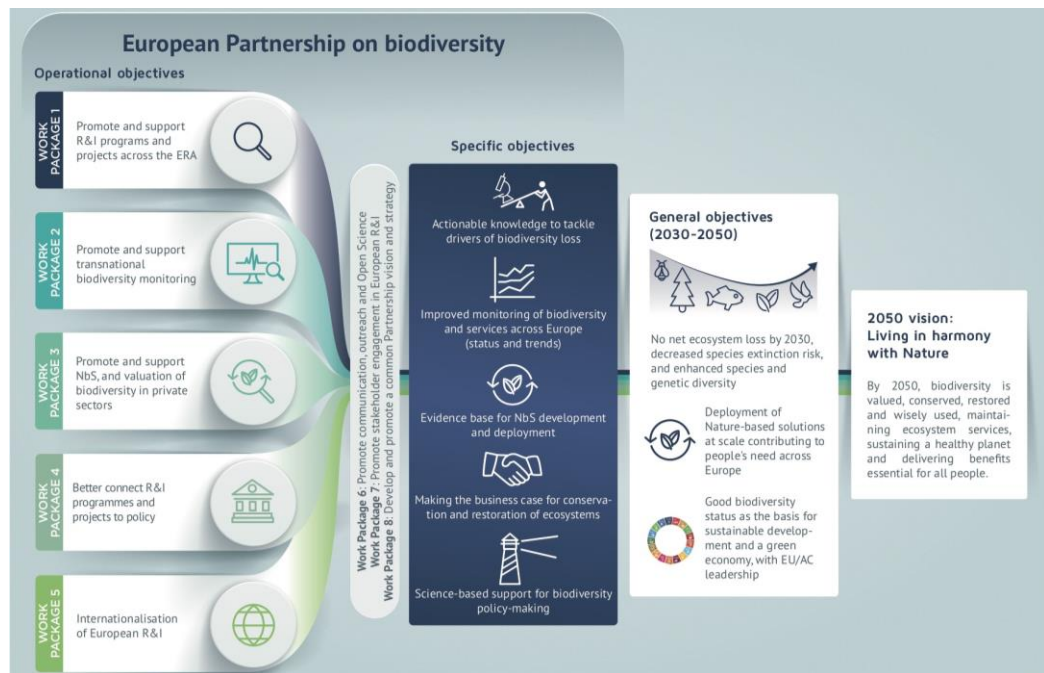 European Partnership on biodiversity
Operational objectives
WORK
PACKAGE 1
Promote and support
R&I programs and
projects across the ERA
WORK
PACKAGE 2
Promote and support
transnational
biodiversity monitoring
WORK
PACKAGE 3
Promote and support
NbS, and valuation of
biodiversity in private
sectors
WORK
PACKAGE 4
Better connect R&I
programmes and
projects to policy
WORK
PACKAGE 5
Internationalisation
of European R&I
Work Package 6: Promote communication, outreach and Open Science
Work Package 7: Promote stakeholder engagement in European R&I
Work Package 8: Develop and promote a common Partnership vision and strategy
Specific objectives
Actionable knowledge to tackle
drivers of biodiversity loss
Improved monitoring of biodiversity
and services across Europe
(status and trends)
Evidence base for NbS development
and deployment
Making the business case for conserva-
tion and restoration of ecosystems
Science-based support for biodiversity
policy-making
General objectives
(2030-2050)
No net ecosystem loss by 2030,
decreased species extinction risk,
and enhanced species and
genetic diversity
Deployment of
Nature-based solutions
at scale contributing to
people's need across
Europe
Good biodiversity
status as the basis for
sustainable develop-
ment and a green
economy, with EU/AC
leadership
2050 vision:
Living in harmony
with Nature
By 2050, biodiversity is
valued, conserved, restored
and wisely used, maintai-
ning ecosystem services,
sustaining a healthy planet
and delivering benefits
essential for all people.